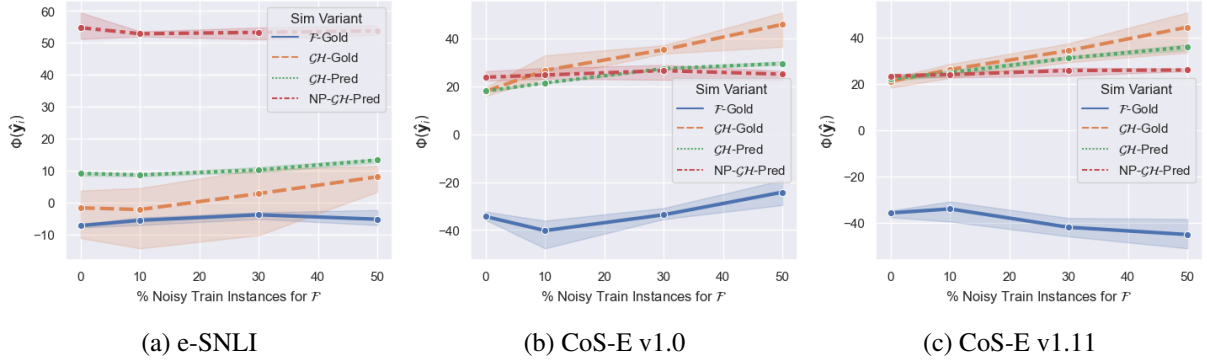 Sim Variant
F-Gold
GH-Gold
GH-Pred
NP-GH-Pred
60
50
40
30
20
10
0
−10
Φ(ŷᵢ)
0 10 20 30 40 50
% Noisy Train Instances for F
(a) e-SNLI
Sim Variant
F-Gold
GH-Gold
GH-Pred
NP-GH-Pred
40
20
0
−20
−40
Φ(ŷᵢ)
0 10 20 30 40 50
% Noisy Train Instances for F
(b) CoS-E v1.0
Sim Variant
F-Gold
GH-Gold
GH-Pred
NP-GH-Pred
40
20
0
−20
−40
Φ(ŷᵢ)
0 10 20 30 40 50
% Noisy Train Instances for F
(c) CoS-E v1.11